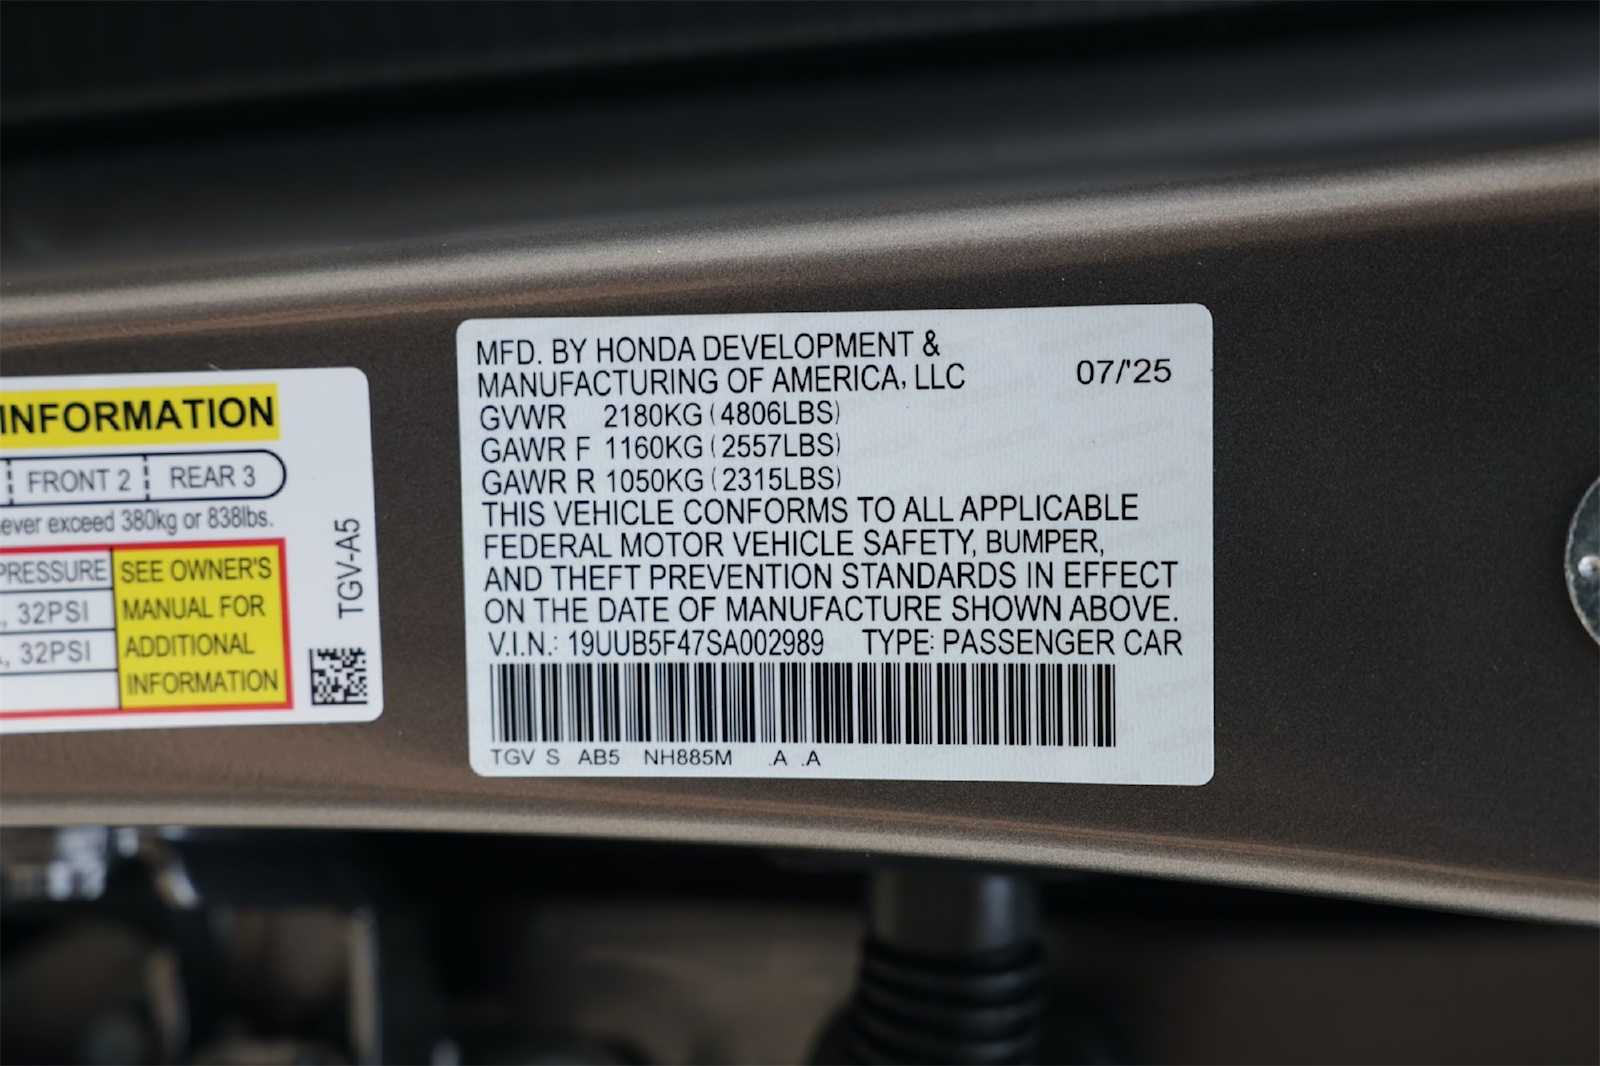 INFORMATION
FRONT 2 REAR 3
never exceed 380kg or 838lbs.
PRESSURE
, 32PSI
, 32PSI
SEE OWNER'S
MANUAL FOR
ADDITIONAL
INFORMATION
TGV-A5
MFD. BY HONDA DEVELOPMENT &
MANUFACTURING OF AMERICA, LLC 07/'25
GVWR 2180KG (4806LBS)
GAWR F 1160KG (2557LBS)
GAWR R 1050KG (2315LBS)
THIS VEHICLE CONFORMS TO ALL APPLICABLE
FEDERAL MOTOR VEHICLE SAFETY, BUMPER,
AND THEFT PREVENTION STANDARDS IN EFFECT
ON THE DATE OF MANUFACTURE SHOWN ABOVE.
V.I.N.: 19UUB5F47SA002989 TYPE: PASSENGER CAR
TGV S AB5 NH885M .A .A